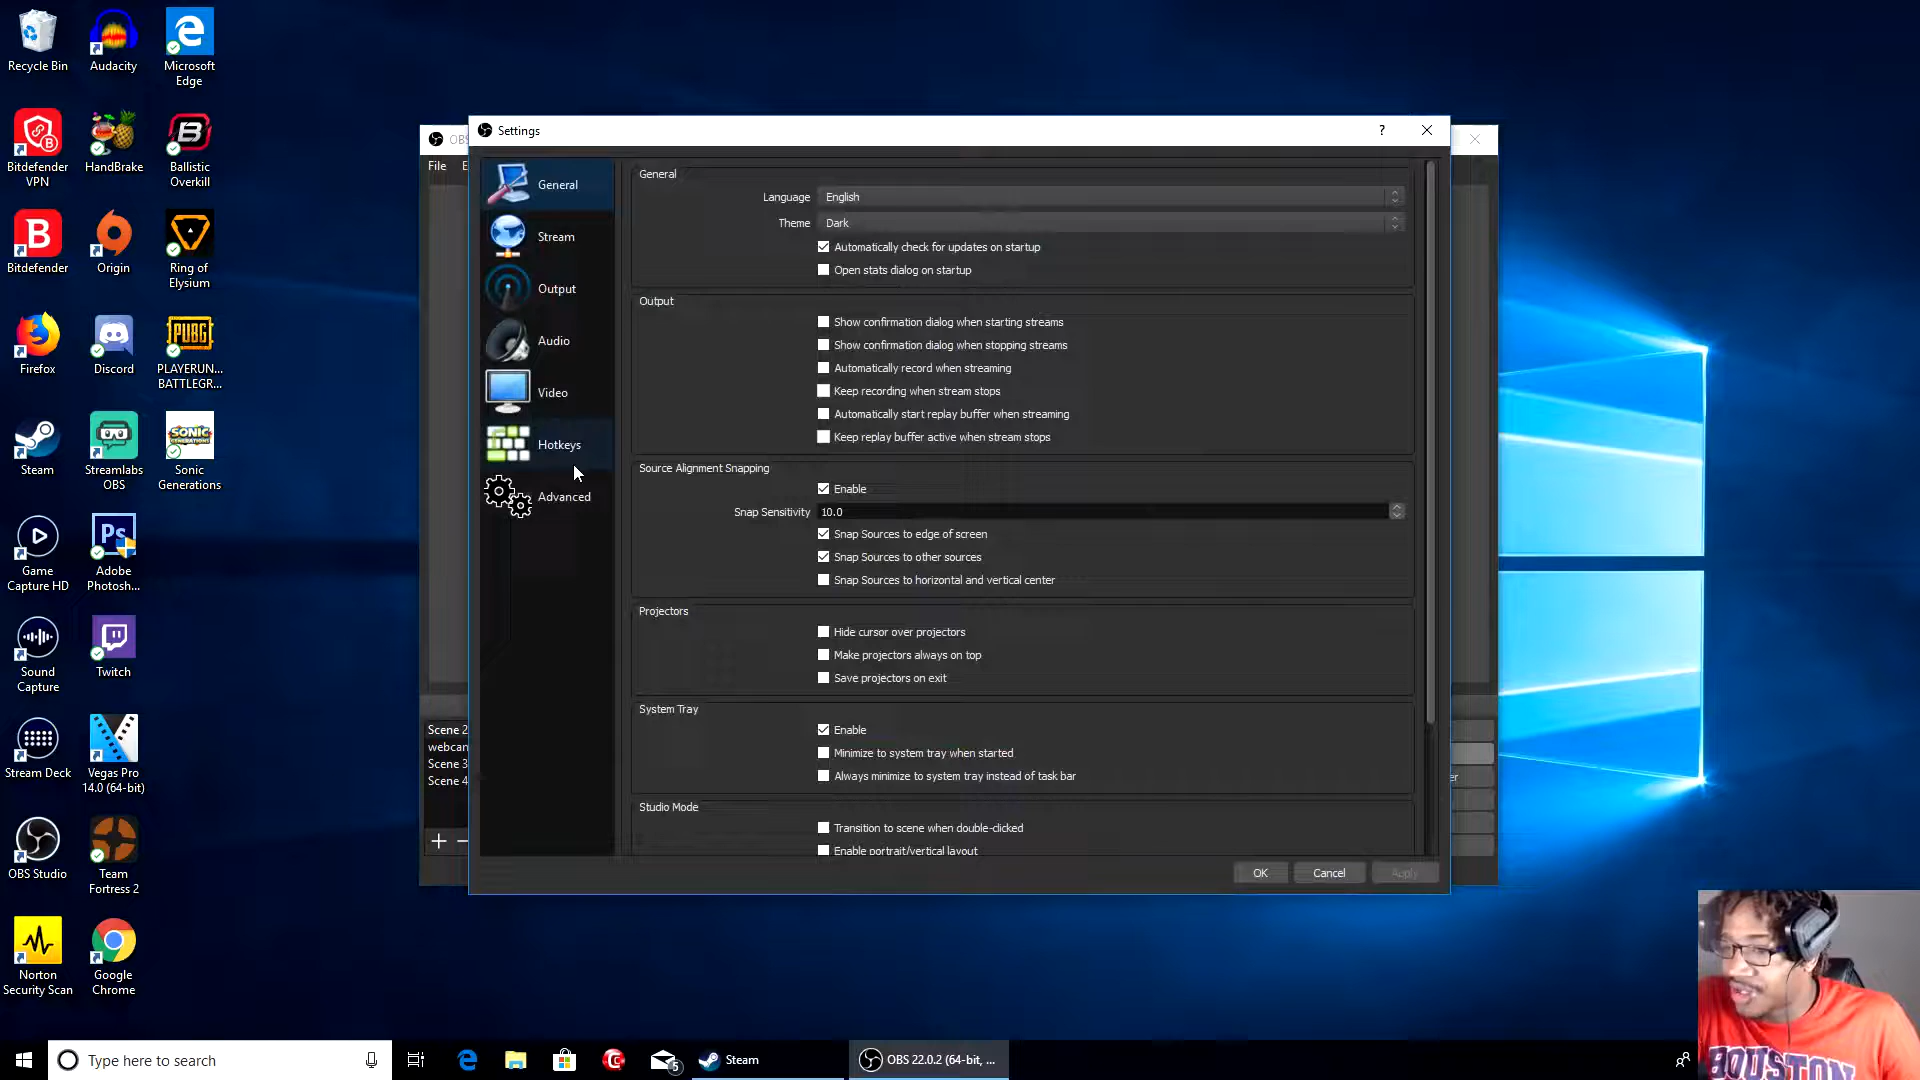 Recycle Bin
Audacity
Microsoft
Edge
Bitdefender
VPN
HandBrake
Ballistic
Overkill
Bitdefender
Origin
Ring of
Elysium
Firefox
Discord
PUBG
PLAYERUN...
BATTLEGR...
Steam
Streamlabs
OBS
SONIC
GENERATIONS
Sonic
Generations
Game
Capture HD
Ps
Adobe
Photosh...
Sound
Capture
Twitch
Stream Deck
Vegas Pro
14.0 (64-bit)
OBS Studio
Team
Fortress 2
Norton
Security Scan
Google
Chrome
OBS
File
E
Scene 2
webcam
Scene 3
Scene 4
er
Settings
?
General
Stream
Output
Audio
Video
Hotkeys
Advanced
General
Language English
Theme Dark
Automatically check for updates on startup
Open stats dialog on startup
Output
Show confirmation dialog when starting streams
Show confirmation dialog when stopping streams
Automatically record when streaming
Keep recording when stream stops
Automatically start replay buffer when streaming
Keep replay buffer active when stream stops
Source Alignment Snapping
Enable
Snap Sensitivity 10.0
Snap Sources to edge of screen
Snap Sources to other sources
Snap Sources to horizontal and vertical center
Projectors
Hide cursor over projectors
Make projectors always on top
Save projectors on exit
System Tray
Enable
Minimize to system tray when started
Always minimize to system tray instead of task bar
Studio Mode
Transition to scene when double-clicked
Enable portrait/vertical layout
OK
Cancel
Apply
HOUSTON
Type here to search
5
Steam
OBS 22.0.2 (64-bit, ...